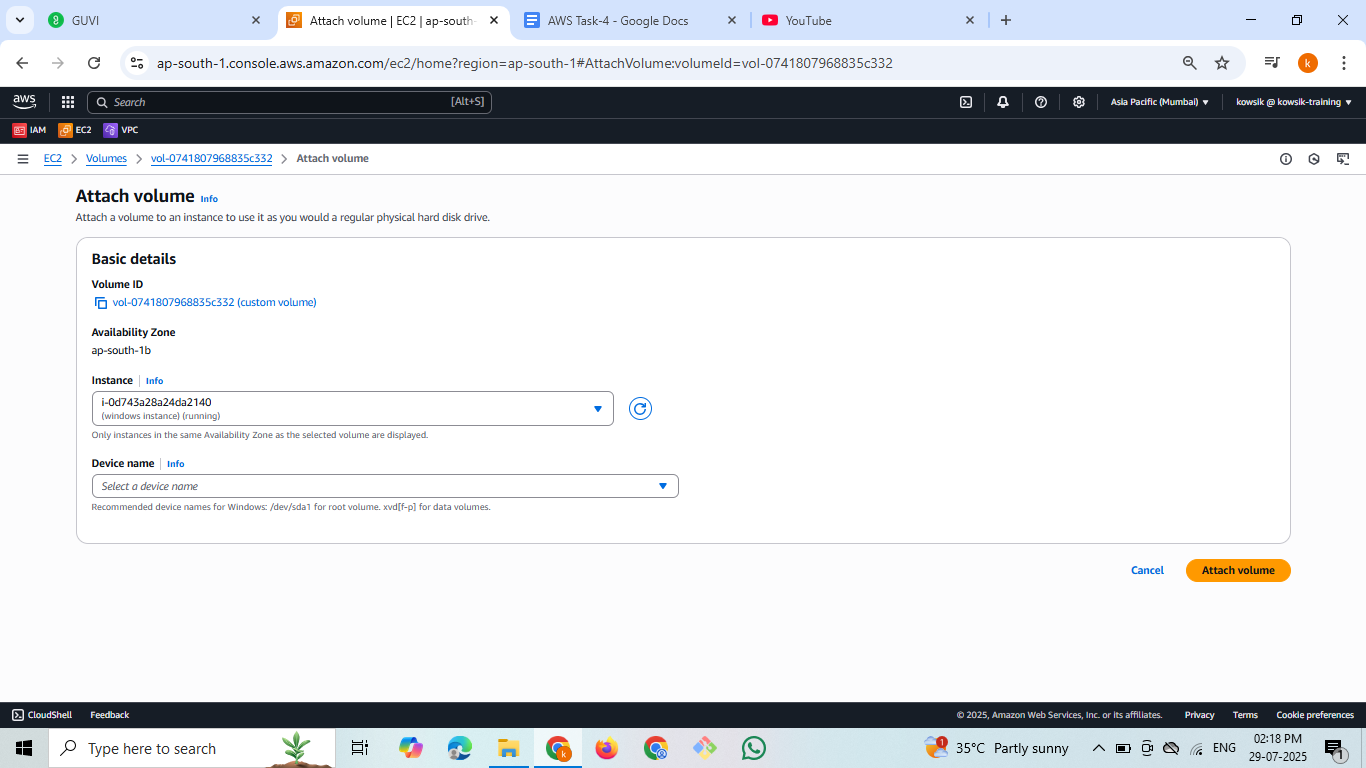 GUVI
Attach volume | EC2 | ap-south-
AWS Task-4 - Google Docs
YouTube
ap-south-1.console.aws.amazon.com/ec2/home?region=ap-south-1#AttachVolume:volumeId=vol-0741807968835c332
k
aws
Search
[Alt+S]
Asia Pacific (Mumbai)
kowsik @ kowsik-training
IAM
EC2
VPC
EC2
Volumes
vol-0741807968835c332
Attach volume
Attach volume Info
Attach a volume to an instance to use it as you would a regular physical hard disk drive.
Basic details
Volume ID
vol-0741807968835c332 (custom volume)
Availability Zone
ap-south-1b
Instance Info
i-0d743a28a24da2140
(windows instance) (running)
Only instances in the same Availability Zone as the selected volume are displayed.
Device name Info
Select a device name
Recommended device names for Windows: /dev/sda1 for root volume. xvd[f-p] for data volumes.
Cancel
Attach volume
CloudShell
Feedback
© 2025, Amazon Web Services, Inc. or its affiliates.
Privacy
Terms
Cookie preferences
Type here to search
k
1
35°C Partly sunny
ENG
02:18 PM
29-07-2025
1